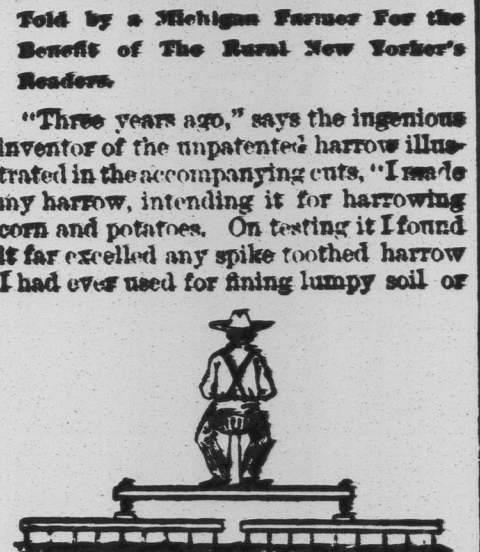 Told by a Michigan Farmer For the
Benefit of The Rural New Yorker's
Readers.
"Three years ago," says the ingenious
inventor of the unpatented harrow illus-
trated in the accompanying cuts, "I made
my harrow, intending it for harrowing
corn and potatoes. On testing it I found
it far excelled any spike toothed harrow
I had ever used for fining lumpy soil or